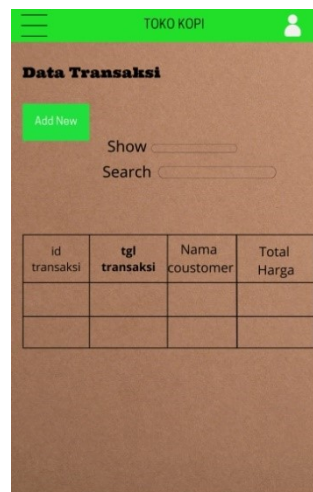 TOKO KOPI
Data Transaksi
Add New
Show
Search
id transaksi
tgl transaksi
Nama coustomer
Total Harga